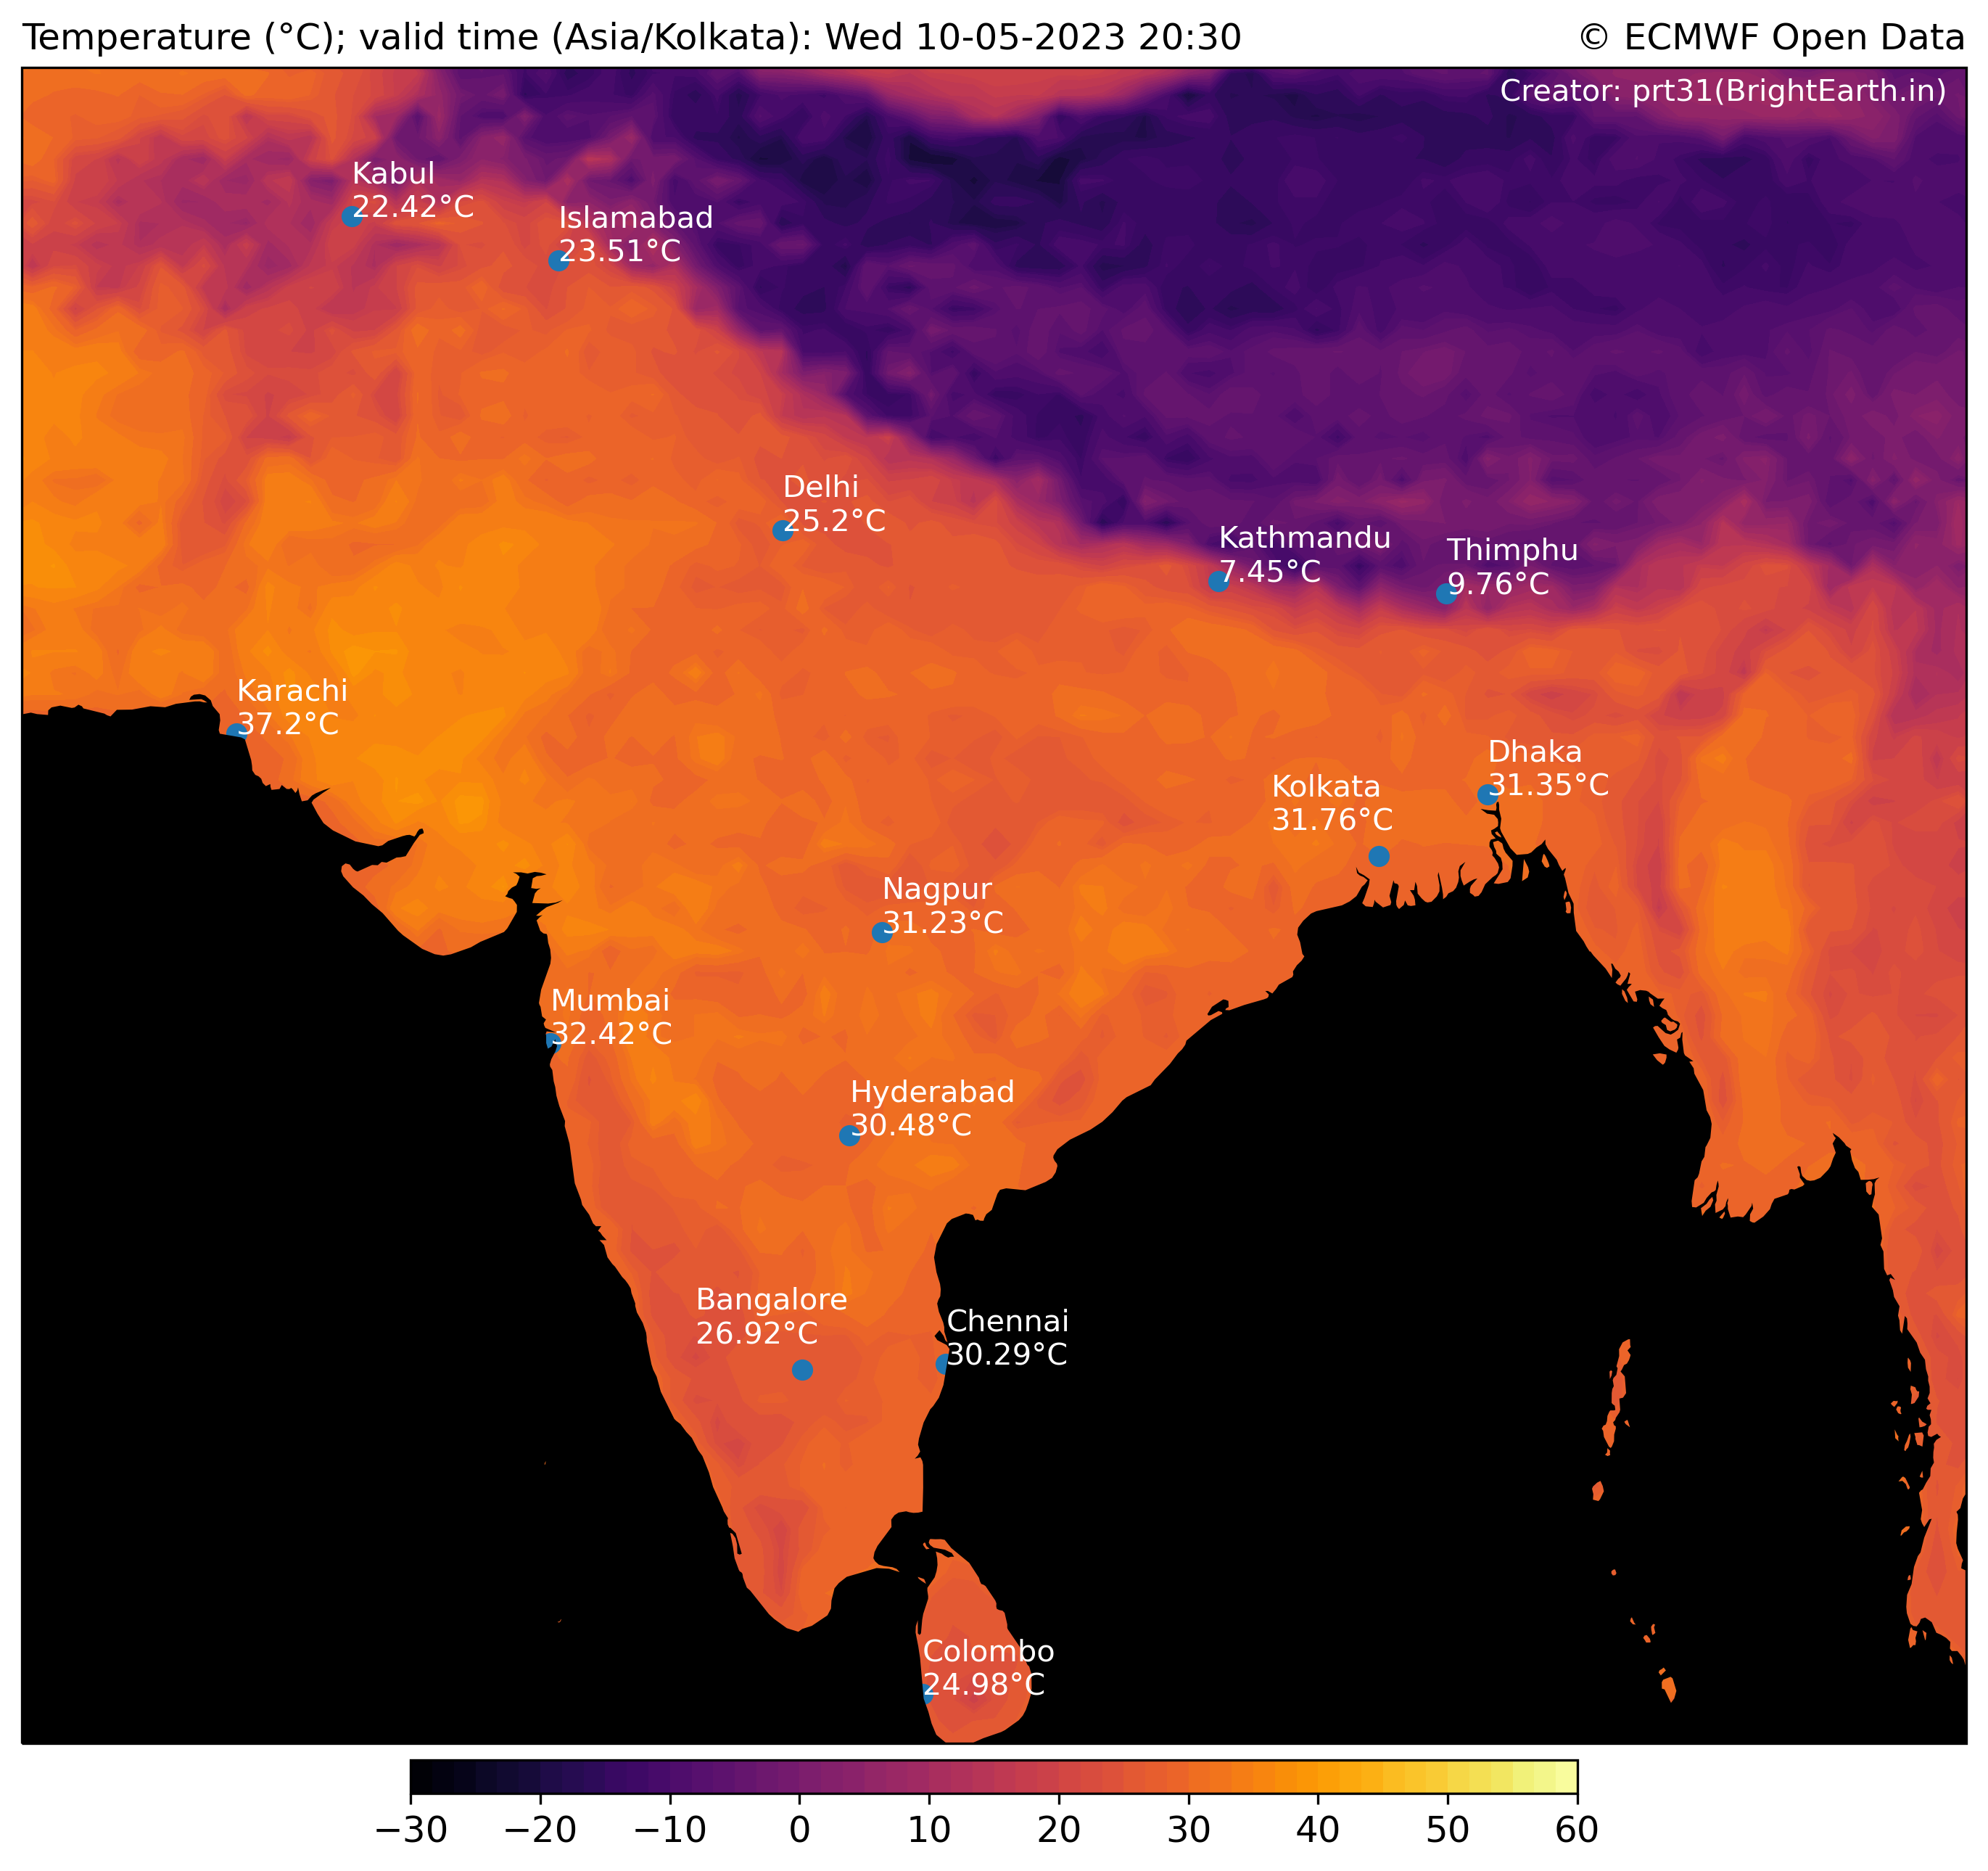 Temperature (°C); valid time (Asia/Kolkata): Wed 10-05-2023 20:30
© ECMWF Open Data
Creator: prt31(BrightEarth.in)
Kabul
22.42°C
Islamabad
23.51°C
Delhi
25.2°C
Kathmandu
7.45°C
Thimphu
9.76°C
Karachi
37.2°C
Dhaka
31.35°C
Kolkata
31.76°C
Nagpur
31.23°C
Mumbai
32.42°C
Hyderabad
30.48°C
Bangalore
26.92°C
Chennai
30.29°C
Colombo
24.98°C
−30 −20 −10 0 10 20 30 40 50 60